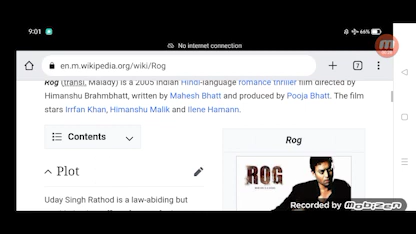 9:01
66%
No internet connection
en.m.wikipedia.org/wiki/Rog
7
Rog (transl. Malady) is a 2005 Indian Hindi-language romance thriller film directed by
Himanshu Brahmbhatt, written by Mahesh Bhatt and produced by Pooja Bhatt. The film
stars Irrfan Khan, Himanshu Malik and Ilene Hamann.
Contents
Rog
Plot
ROG
Uday Singh Rathod is a law-abiding but
Recorded by MOBIZEN